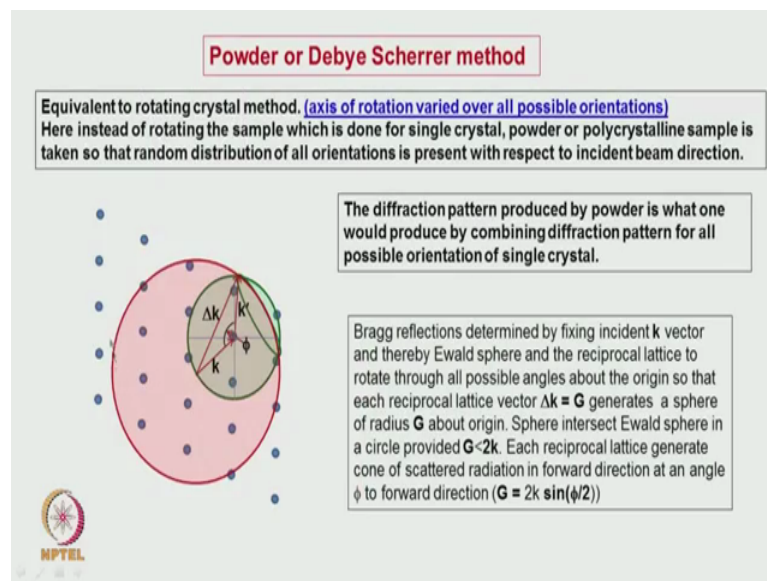 Powder or Debye Scherrer method
Equivalent to rotating crystal method. (axis of rotation varied over all possible orientations)
Here instead of rotating the sample which is done for single crystal, powder or polycrystalline sample is
taken so that random distribution of all orientations is present with respect to incident beam direction.
The diffraction pattern produced by powder is what one
would produce by combining diffraction pattern for all
possible orientation of single crystal.
Δk
k'
ϕ
k
Bragg reflections determined by fixing incident k vector
and thereby Ewald sphere and the reciprocal lattice to
rotate through all possible angles about the origin so that
each reciprocal lattice vector Δk = G generates a sphere
of radius G about origin. Sphere intersect Ewald sphere in
a circle provided G<2k. Each reciprocal lattice generate
cone of scattered radiation in forward direction at an angle
ϕ to forward direction (G = 2k sin(ϕ/2))
NPTEL